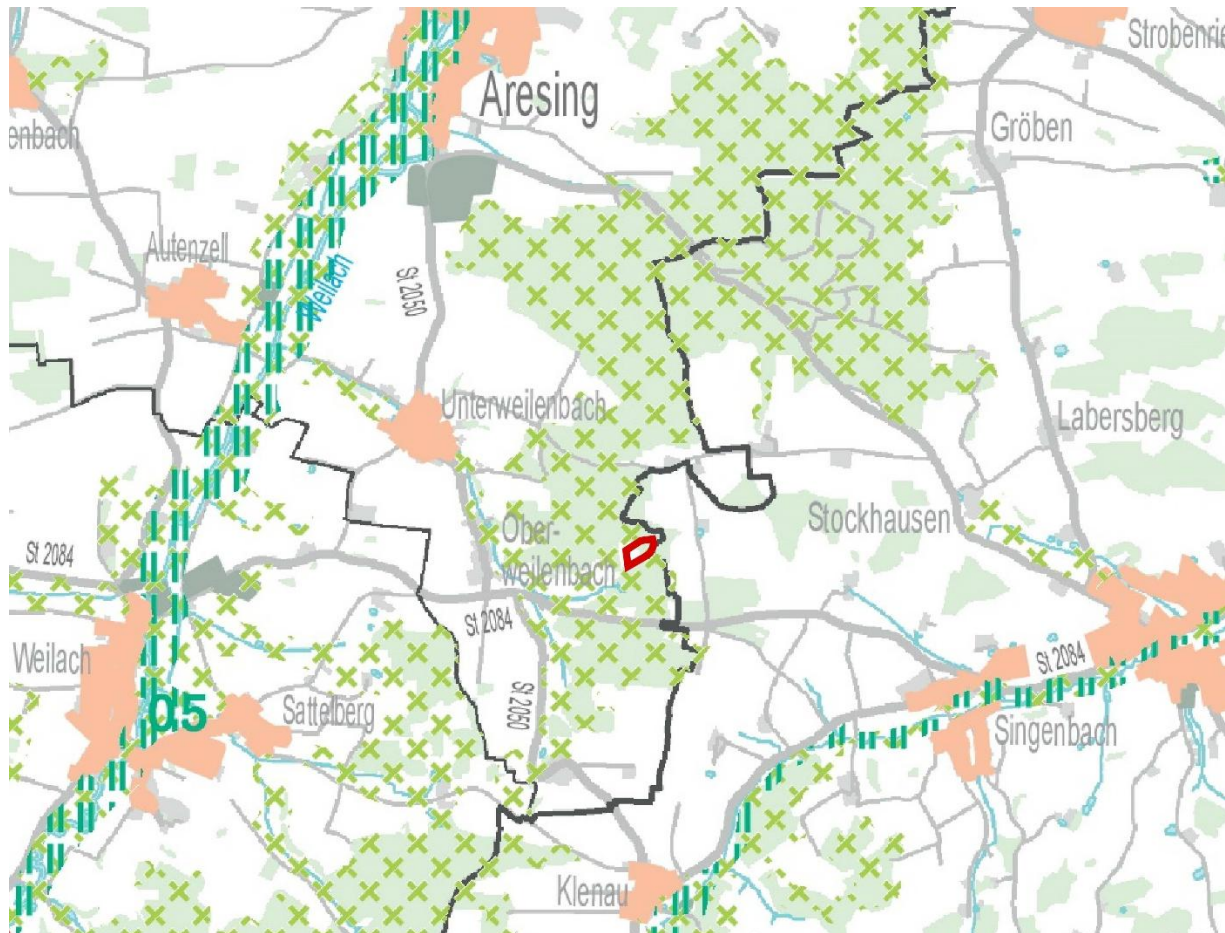 Strobenrie
Aresing
enbach
Gröben
Autenzell
Weilach
St 2050
Unterweilenbach
Labersberg
Stockhausen
Ober-
weilenbach
St 2084
St 2084
St 2084
Weilach
05
Sattelberg
St 2050
Singenbach
Klenau